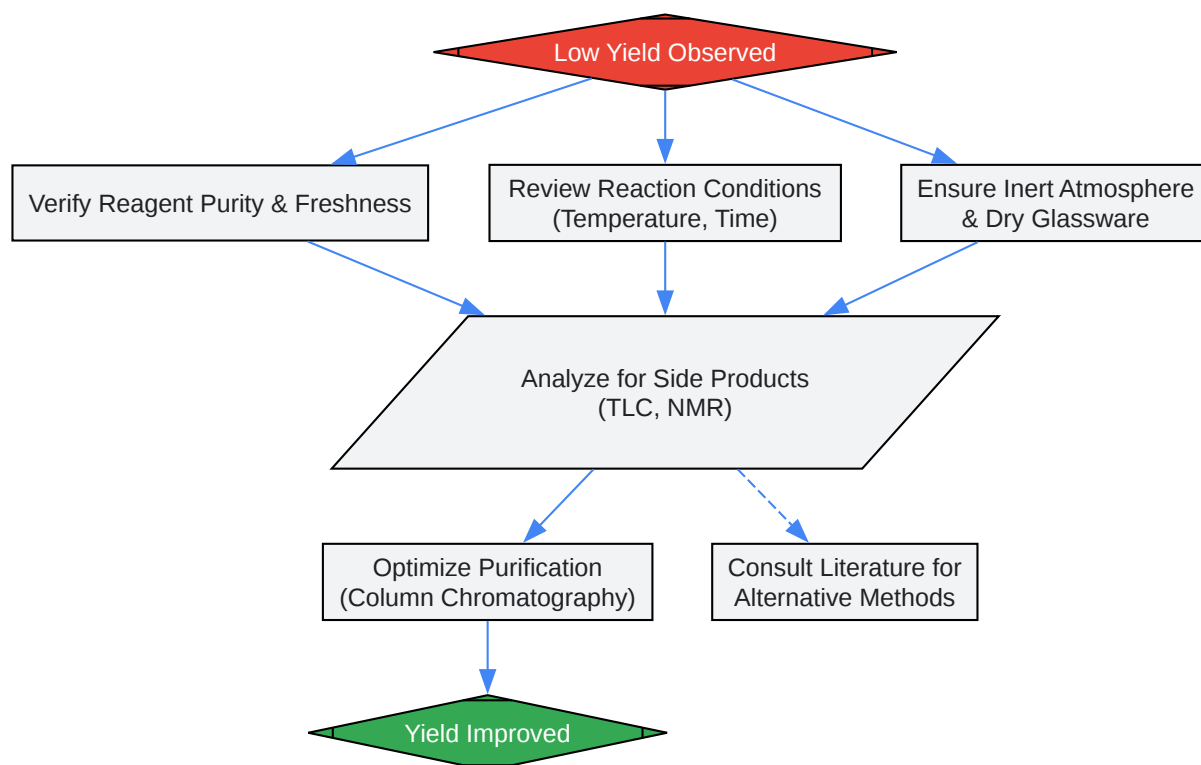 Low Yield Observed
Verify Reagent Purity & Freshness
Review Reaction Conditions
(Temperature, Time)
Ensure Inert Atmosphere
& Dry Glassware
Analyze for Side Products
(TLC, NMR)
Optimize Purification
(Column Chromatography)
Consult Literature for
Alternative Methods
Yield Improved